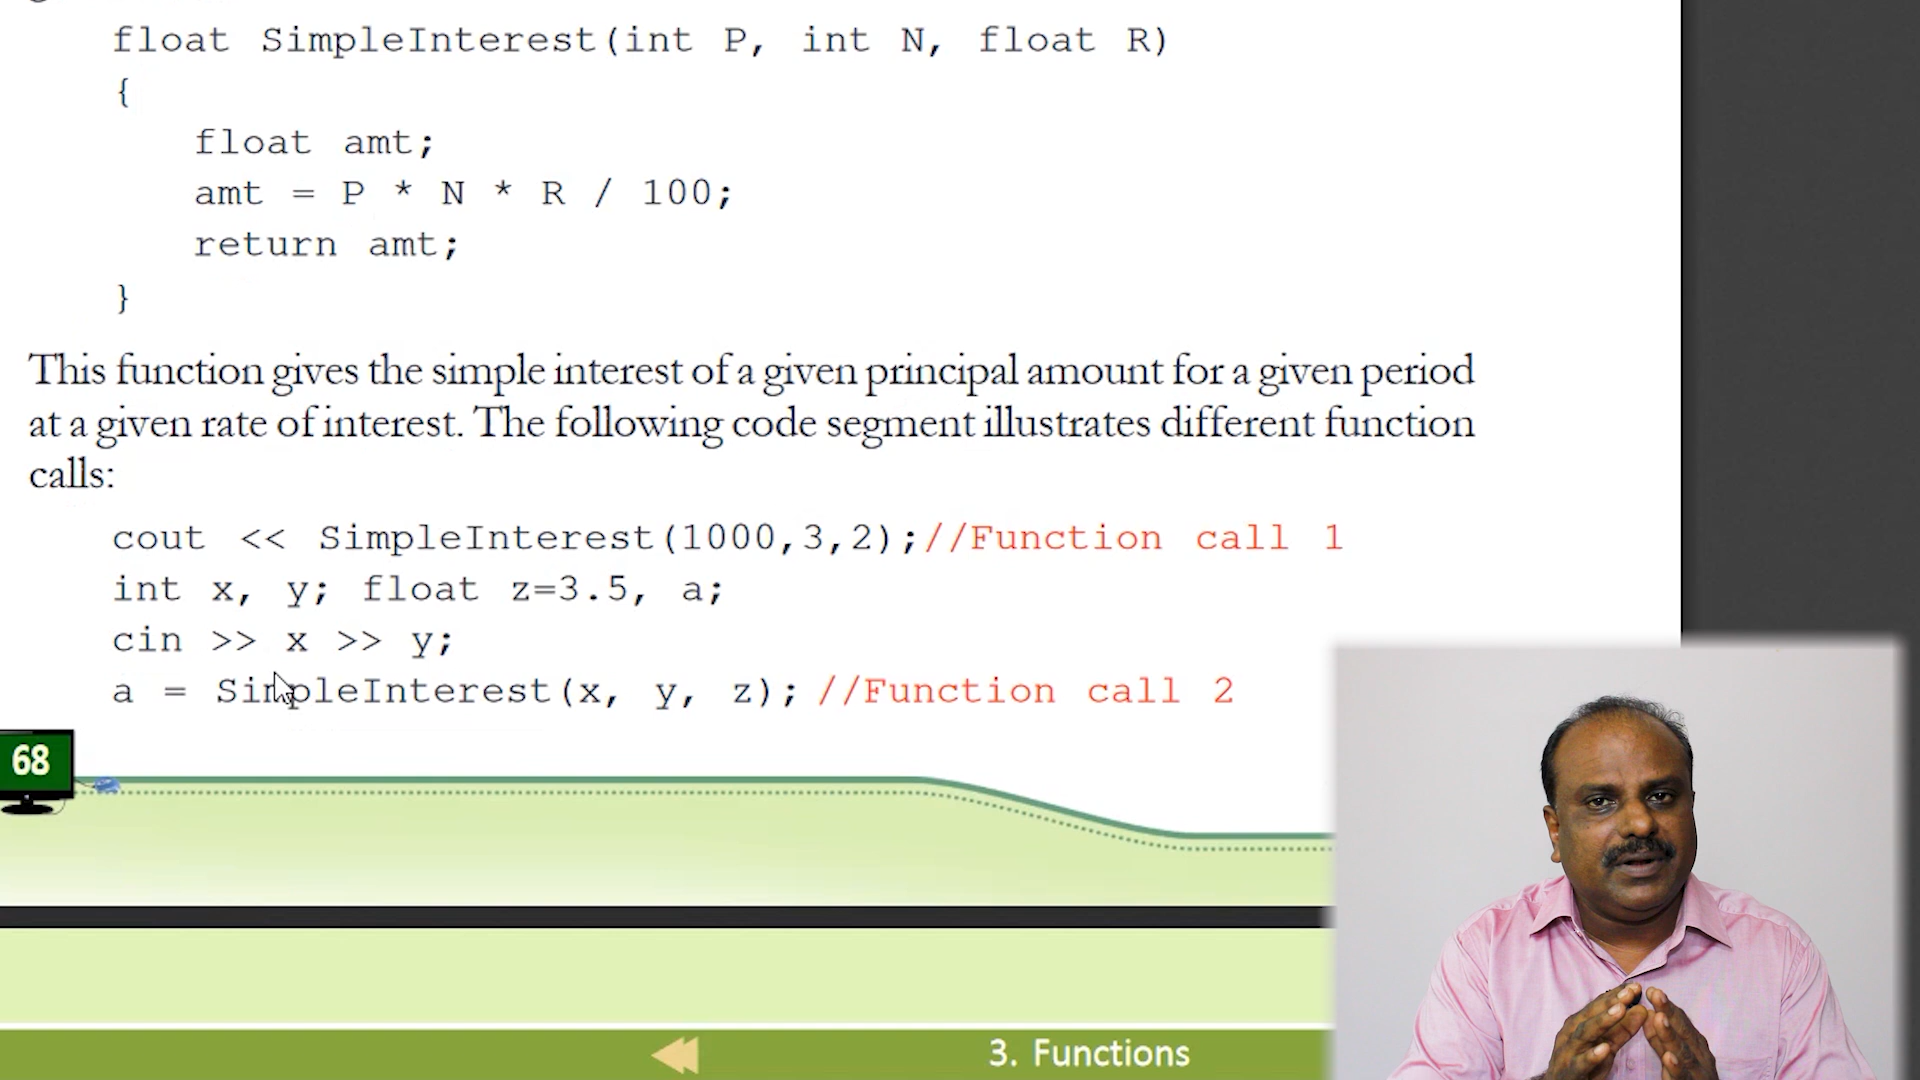 float SimpleInterest(int P, int N, float R)
{
float amt;
amt = P * N * R / 100;
return amt;
}
This function gives the simple interest of a given principal amount for a given period
at a given rate of interest. The following code segment illustrates different function
calls:
cout << SimpleInterest(1000,3,2);//Function call 1
int x, y; float z=3.5, a;
cin >> x >> y;
a = SimpleInterest(x, y, z); //Function call 2
68
3. Functions